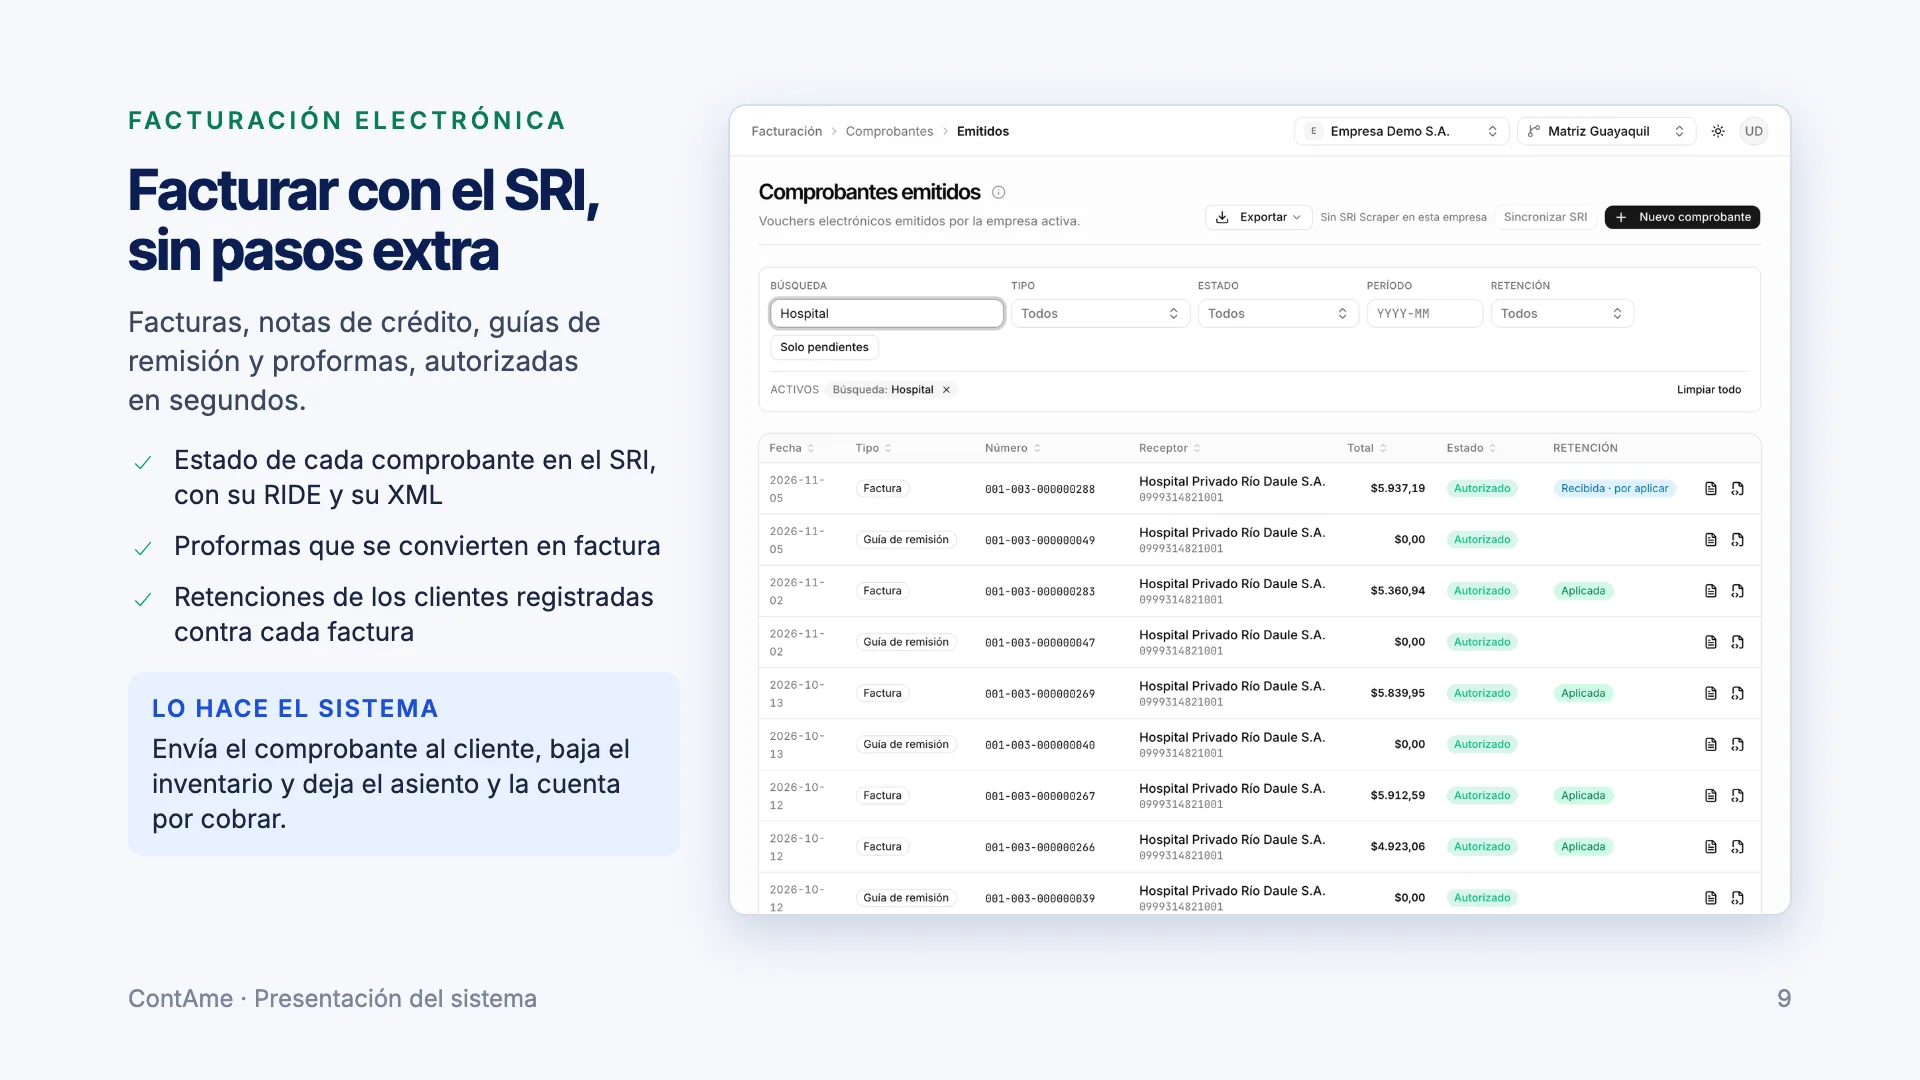 FACTURACIÓN ELECTRÓNICA
Facturar con el SRI,
sin pasos extra
Facturas, notas de crédito, guías de
remisión y proformas, autorizadas
en segundos.
Estado de cada comprobante en el SRI,
con su RIDE y su XML
Proformas que se convierten en factura
Retenciones de los clientes registradas
contra cada factura
LO HACE EL SISTEMA
Envía el comprobante al cliente, baja el
inventario y deja el asiento y la cuenta
por cobrar.
Facturación > Comprobantes > Emitidos
E Empresa Demo S.A.
Matriz Guayaquil
UD
Comprobantes emitidos
Vouchers electrónicos emitidos por la empresa activa.
Exportar
Sin SRI Scraper en esta empresa
Sincronizar SRI
+ Nuevo comprobante
BÚSQUEDA TIPO ESTADO PERÍODO RETENCIÓN
Hospital Todos Todos YYYY-MM Todos
Solo pendientes
ACTIVOS Búsqueda: Hospital × Limpiar todo
Fecha Tipo Número Receptor Total Estado RETENCIÓN
2026-11-05 Factura 001-003-000000288 Hospital Privado Río Daule S.A. 0999314821001 $5.937,19 Autorizado Recibida · por aplicar
2026-11-05 Guía de remisión 001-003-000000049 Hospital Privado Río Daule S.A. 0999314821001 $0,00 Autorizado
2026-11-02 Factura 001-003-000000283 Hospital Privado Río Daule S.A. 0999314821001 $5.360,94 Autorizado Aplicada
2026-11-02 Guía de remisión 001-003-000000047 Hospital Privado Río Daule S.A. 0999314821001 $0,00 Autorizado
2026-10-13 Factura 001-003-000000269 Hospital Privado Río Daule S.A. 0999314821001 $5.839,95 Autorizado Aplicada
2026-10-13 Guía de remisión 001-003-000000040 Hospital Privado Río Daule S.A. 0999314821001 $0,00 Autorizado
2026-10-12 Factura 001-003-000000267 Hospital Privado Río Daule S.A. 0999314821001 $5.912,59 Autorizado Aplicada
2026-10-12 Factura 001-003-000000266 Hospital Privado Río Daule S.A. 0999314821001 $4.923,06 Autorizado Aplicada
2026-10-12 Guía de remisión 001-003-000000039 Hospital Privado Río Daule S.A. 0999314821001 $0,00 Autorizado
ContAme · Presentación del sistema
9